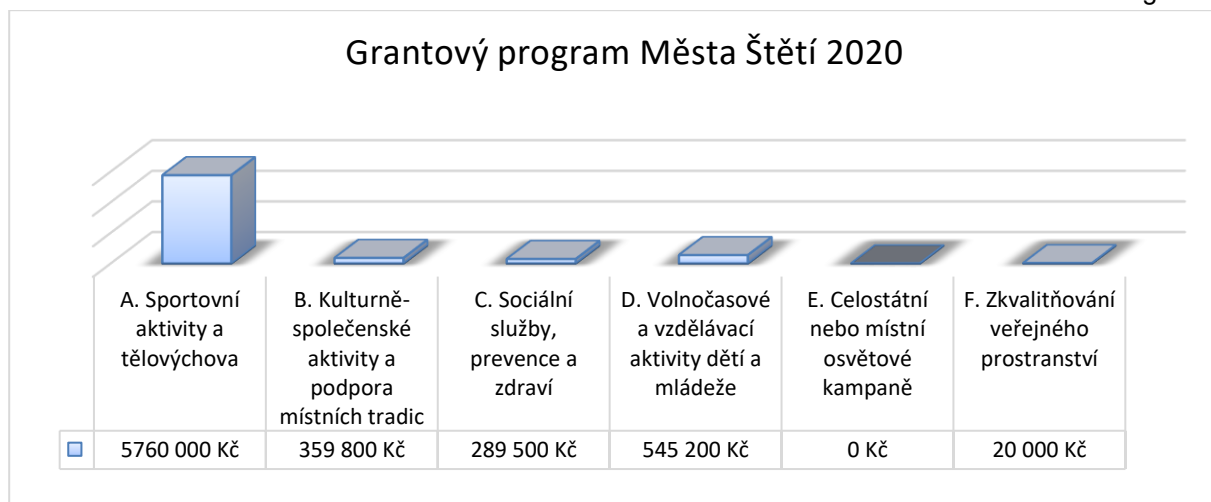 Grantový program Města Štětí 2020
A. Sportovní
aktivity a
tělovýchova
B. Kulturně-
společenské
aktivity a
podpora
místních tradic
C. Sociální
služby,
prevence a
zdraví
D. Volnočasové
a vzdělávací
aktivity dětí a
mládeže
E. Celostátní
nebo místní
osvětové
kampaně
F. Zkvalitňování
veřejného
prostranství
5760 000 Kč 359 800 Kč 289 500 Kč 545 200 Kč 0 Kč 20 000 Kč